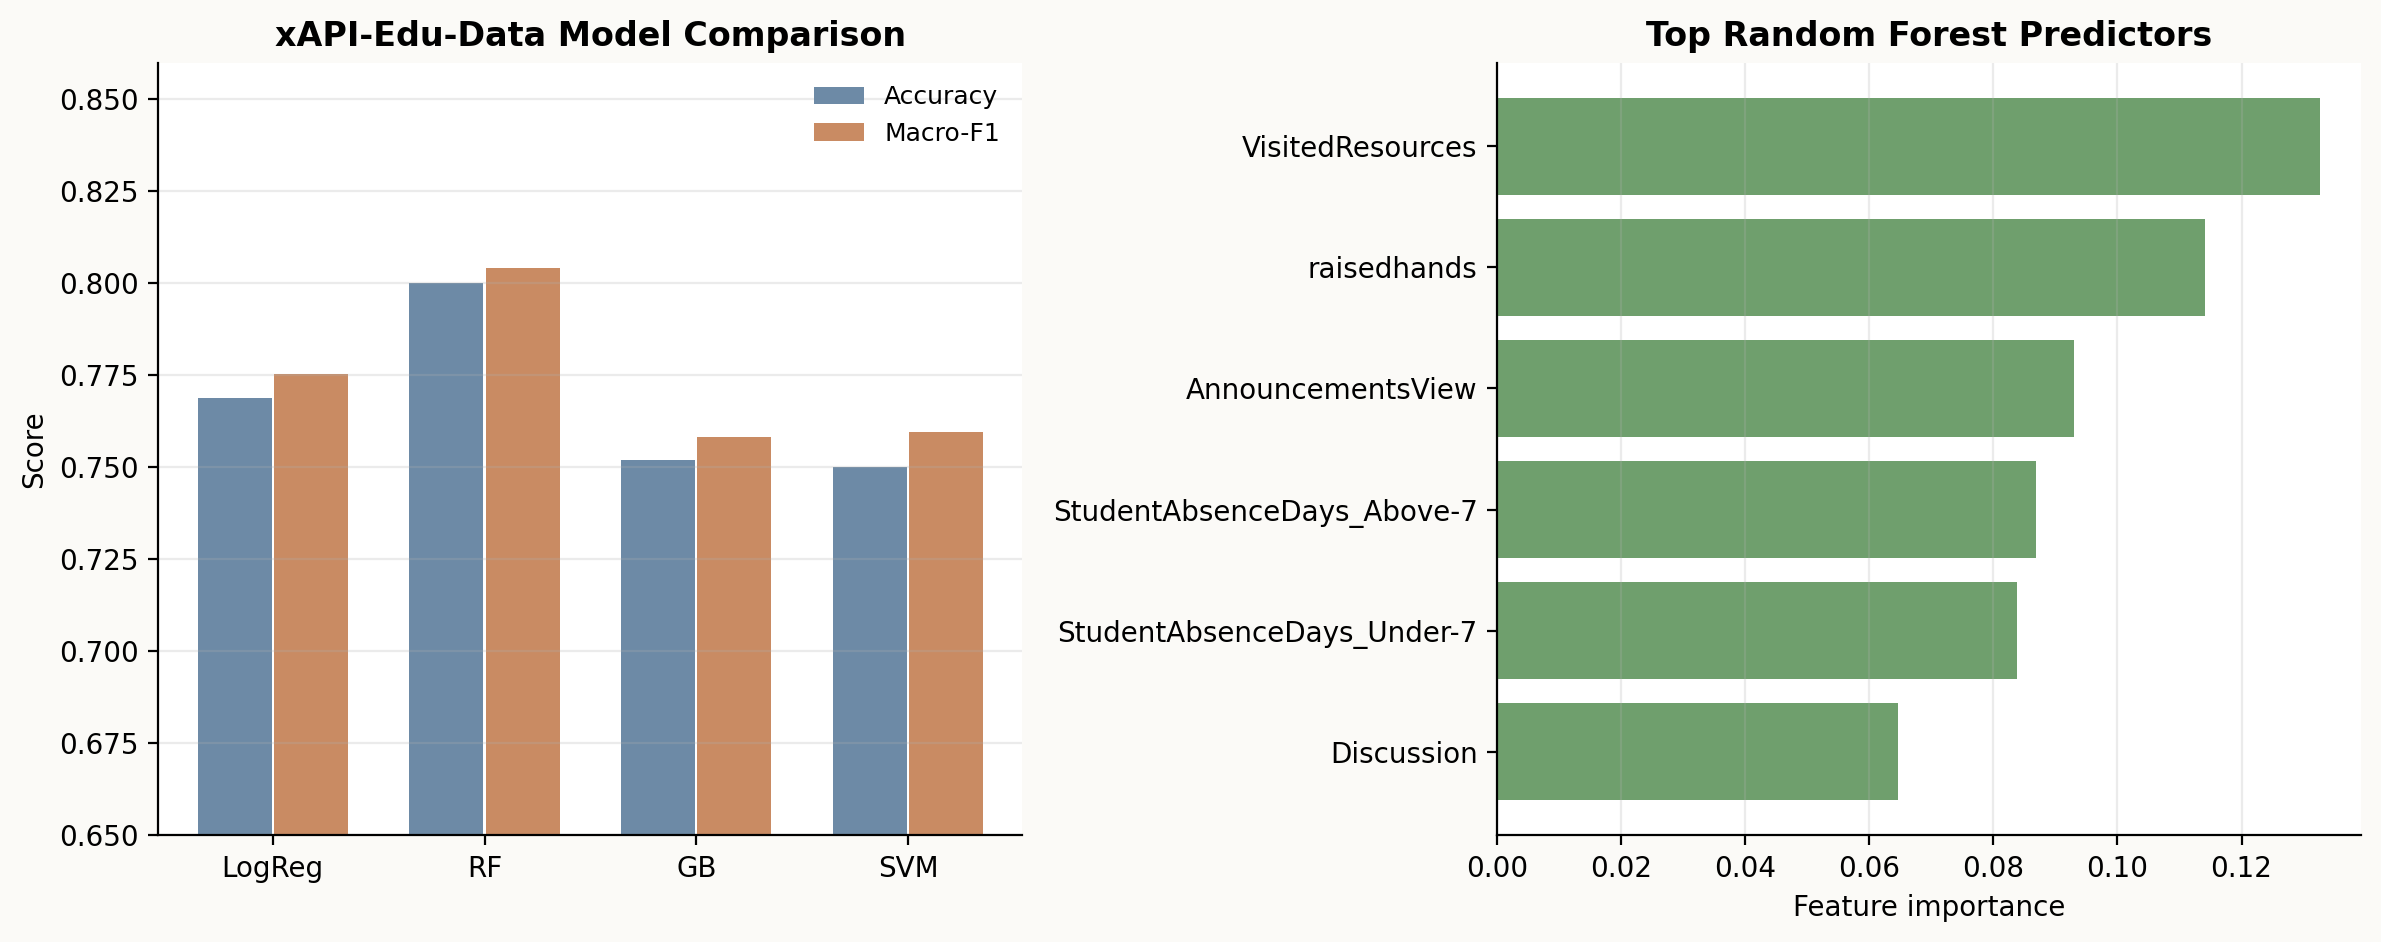 xAPI-Edu-Data Model Comparison
Score
0.850
0.825
0.800
0.775
0.750
0.725
0.700
0.675
0.650
Accuracy
Macro-F1
LogReg RF GB SVM
Top Random Forest Predictors
VisitedResources
raisedhands
AnnouncementsView
StudentAbsenceDays_Above-7
StudentAbsenceDays_Under-7
Discussion
0.00 0.02 0.04 0.06 0.08 0.10 0.12
Feature importance